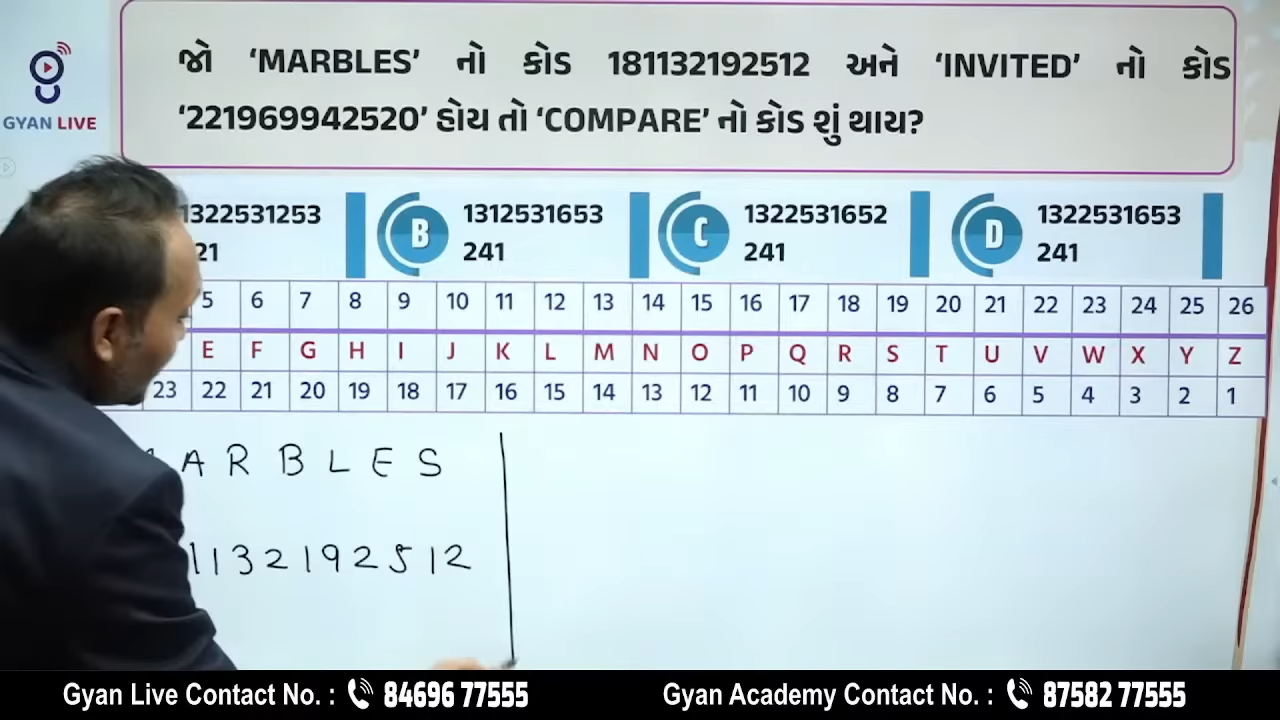 જો 'MARBLES' નો કોડ 181132192512 અને 'INVITED' નો કોડ
'221969942520' હોય તો 'COMPARE' નો કોડ શું થાય?
GYAN LIVE
1322531253 B 1312531653 C 1322531652 D 1322531653
21 241 241 241
5 6 7 8 9 10 11 12 13 14 15 16 17 18 19 20 21 22 23 24 25 26
E F G H I J K L M N O P Q R S T U V W X Y Z
23 22 21 20 19 18 17 16 15 14 13 12 11 10 9 8 7 6 5 4 3 2 1
A R B L E S
1132192512
Gyan Live Contact No. : 84696 77555 Gyan Academy Contact No. : 87582 77555